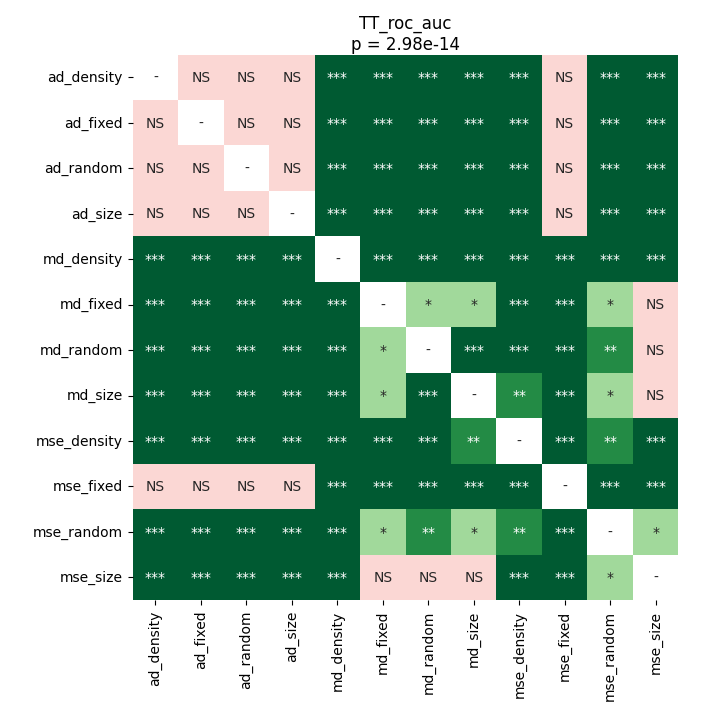 TT_roc_auc
p = 2.98e-14
ad_density - NS NS NS *** *** *** *** *** NS *** ***
ad_fixed NS - NS NS *** *** *** *** *** NS *** ***
ad_random NS NS - NS *** *** *** *** *** NS *** ***
ad_size NS NS NS - *** *** *** *** *** NS *** ***
md_density *** *** *** *** - *** *** *** *** *** *** ***
md_fixed *** *** *** *** *** - * * *** *** * NS
md_random *** *** *** *** *** * - *** *** *** ** NS
md_size *** *** *** *** *** * *** - ** *** * NS
mse_density *** *** *** *** *** *** *** ** - *** ** ***
mse_fixed NS NS NS NS *** *** *** *** *** - *** ***
mse_random *** *** *** *** *** * ** * ** *** - *
mse_size *** *** *** *** *** NS NS NS *** *** * -
ad_density
ad_fixed
ad_random
ad_size
md_density
md_fixed
md_random
md_size
mse_density
mse_fixed
mse_random
mse_size